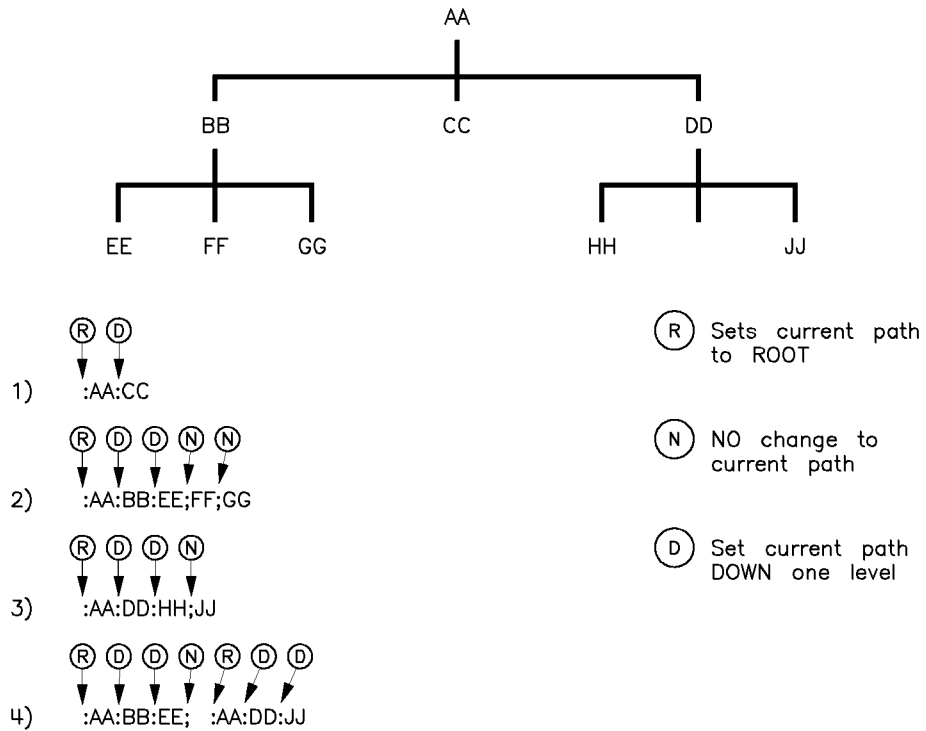 AA
BB CC DD
EE FF GG HH JJ
R D
1) :AA:CC
R D D N N
2) :AA:BB:EE;FF;GG
R D D N
3) :AA:DD:HH;JJ
R D D N R D D
4) :AA:BB:EE; :AA:DD:JJ
R Sets current path
to ROOT
N NO change to
current path
D Set current path
DOWN one level